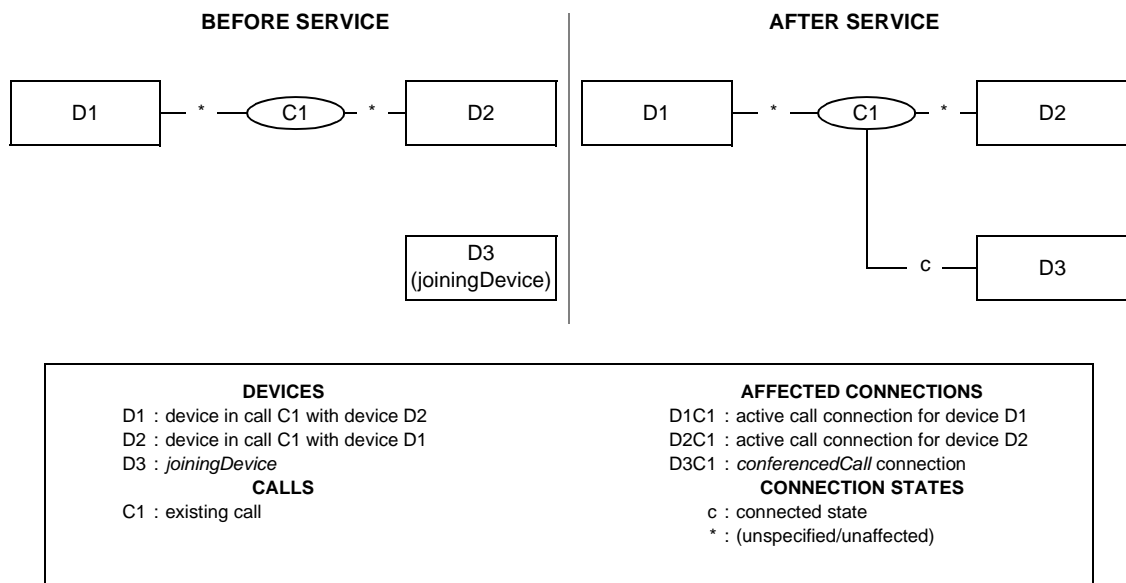 BEFORE SERVICE
AFTER SERVICE
D1 * C1 * D2
D1 * C1 * D2
D3
(joiningDevice)
c D3
DEVICES
D1 : device in call C1 with device D2
D2 : device in call C1 with device D1
D3 : joiningDevice
CALLS
C1 : existing call
AFFECTED CONNECTIONS
D1C1 : active call connection for device D1
D2C1 : active call connection for device D2
D3C1 : conferencedCall connection
CONNECTION STATES
c : connected state
* : (unspecified/unaffected)